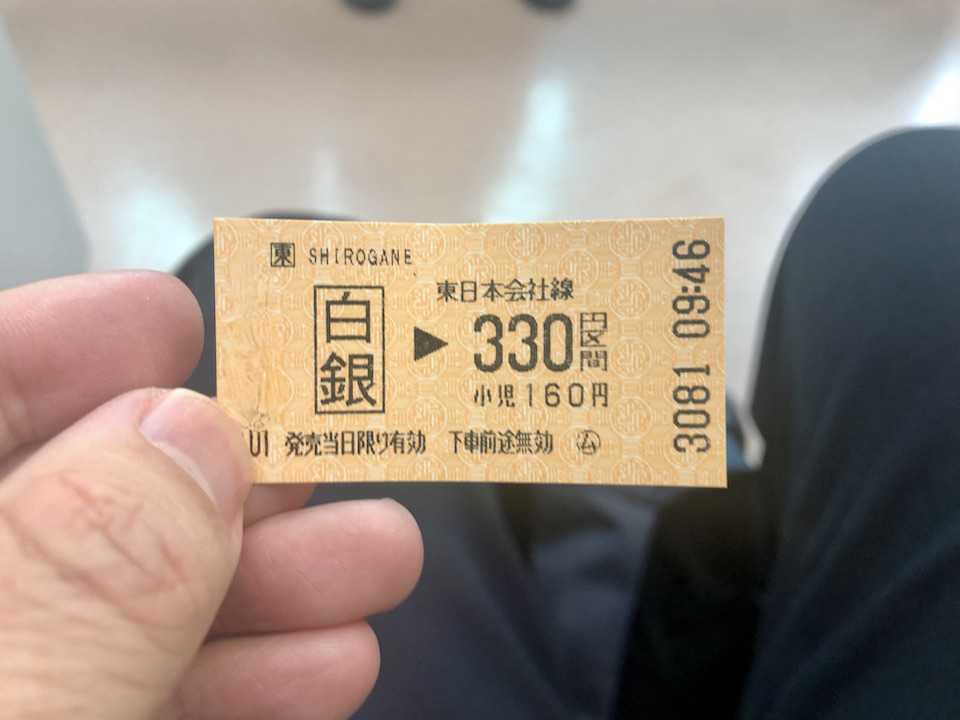 東 SHIROGANE
白銀
東日本会社線
▶ 330円区間
小児160円
発売当日限り有効 下車前途無効 ㋰
3081 09:46